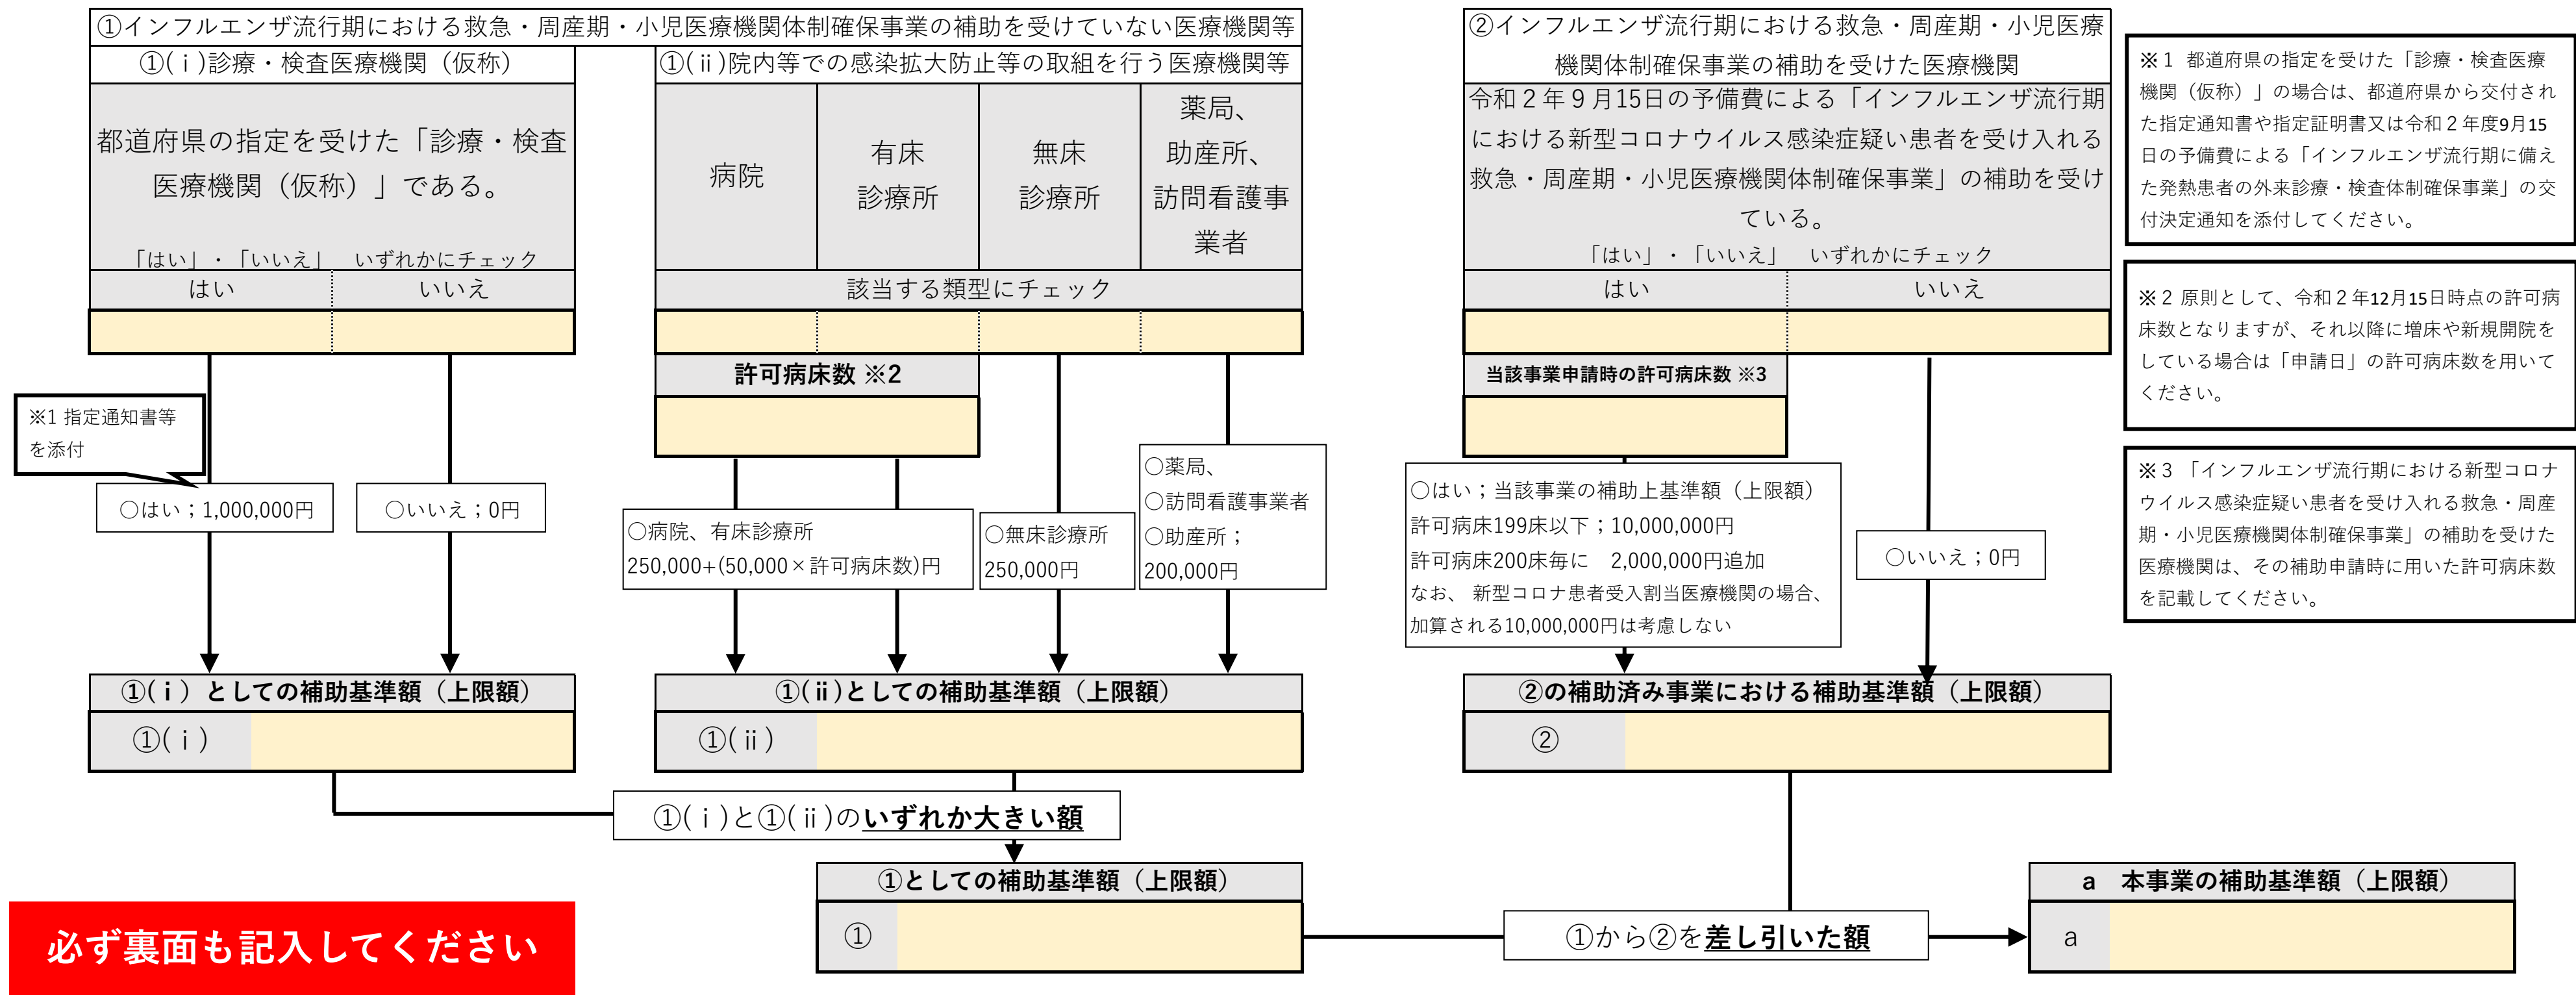 ①インフルエンザ流行期における救急・周産期・小児医療機関体制確保事業の補助を受けていない医療機関等
①(ⅰ)診療・検査医療機関（仮称）
都道府県の指定を受けた「診療・検査
医療機関（仮称）」である。
「はい」・「いいえ」　いずれかにチェック
はい
いいえ
①(ⅱ)院内等での感染拡大防止等の取組を行う医療機関等
病院
有床
診療所
無床
診療所
薬局、
助産所、
訪問看護事
業者
該当する類型にチェック
許可病床数 ※2
②インフルエンザ流行期における救急・周産期・小児医療
機関体制確保事業の補助を受けた医療機関
令和２年９月15日の予備費による「インフルエンザ流行期
における新型コロナウイルス感染症疑い患者を受け入れる
救急・周産期・小児医療機関体制確保事業」の補助を受け
ている。
「はい」・「いいえ」　いずれかにチェック
はい
いいえ
当該事業申請時の許可病床数 ※3
※１ 都道府県の指定を受けた「診療・検査医療
機関（仮称）」の場合は、都道府県から交付され
た指定通知書や指定証明書又は令和２年度9月15
日の予備費による「インフルエンザ流行期に備え
た発熱患者の外来診療・検査体制確保事業」の交
付決定通知を添付してください。
※２ 原則として、令和２年12月15日時点の許可病
床数となりますが、それ以降に増床や新規開院を
している場合は「申請日」の許可病床数を用いて
ください。
※３ 「インフルエンザ流行期における新型コロナ
ウイルス感染症疑い患者を受け入れる救急・周産
期・小児医療機関体制確保事業」の補助を受けた
医療機関は、その補助申請時に用いた許可病床数
を記載してください。
※1 指定通知書等
を添付
○はい；1,000,000円
○いいえ；0円
○病院、有床診療所
250,000+(50,000×許可病床数)円
○無床診療所
250,000円
○薬局、
○訪問看護事業者
○助産所；
200,000円
○はい；当該事業の補助上基準額（上限額）
許可病床199床以下；10,000,000円
許可病床200床毎に　2,000,000円追加
なお、 新型コロナ患者受入割当医療機関の場合、
加算される10,000,000円は考慮しない
○いいえ；0円
①(ⅰ）としての補助基準額（上限額）
①(ⅰ)
①(ⅱ)としての補助基準額（上限額）
①(ⅱ)
②の補助済み事業における補助基準額（上限額）
②
①(ⅰ)と①(ⅱ)のいずれか大きい額
①としての補助基準額（上限額）
①
①から②を差し引いた額
a　本事業の補助基準額（上限額）
a
必ず裏面も記入してください